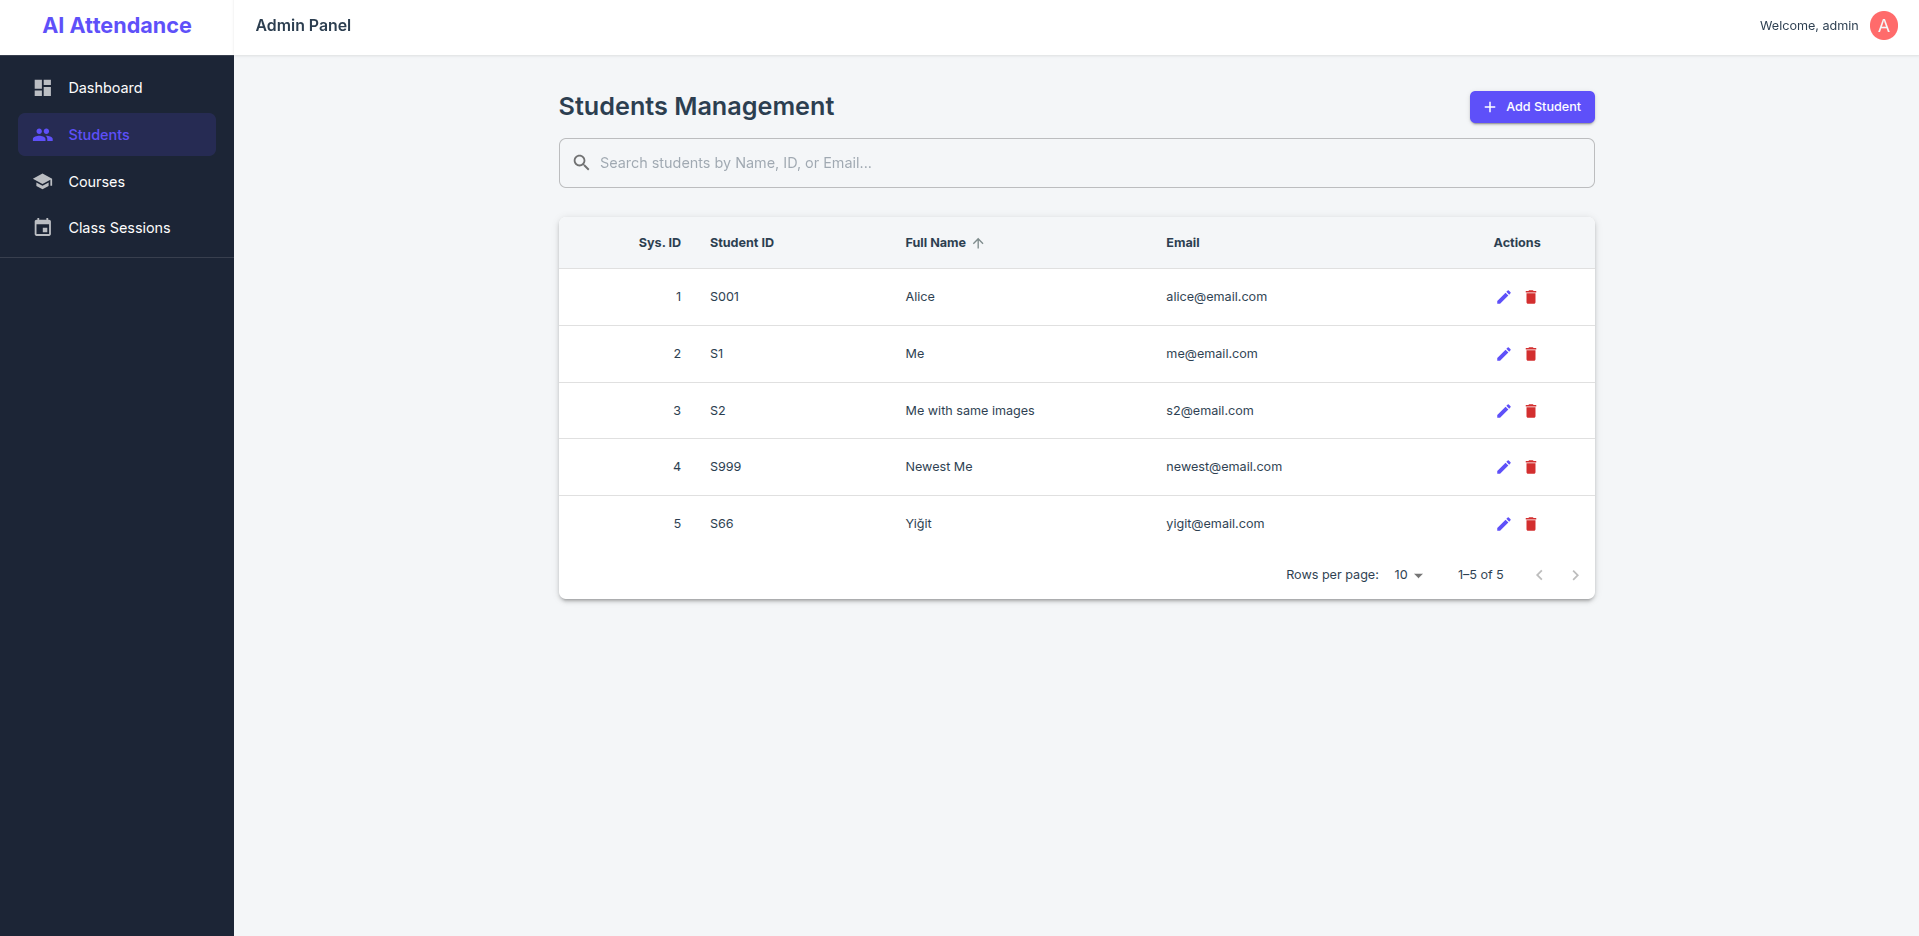 AI Attendance
Admin Panel
Welcome, admin
A
Dashboard
Students
Courses
Class Sessions
Students Management
Add Student
Search students by Name, ID, or Email...
Sys. ID Student ID Full Name Email Actions
1 S001 Alice alice@email.com
2 S1 Me me@email.com
3 S2 Me with same images s2@email.com
4 S999 Newest Me newest@email.com
5 S66 Yiğit yigit@email.com
Rows per page: 10 1–5 of 5